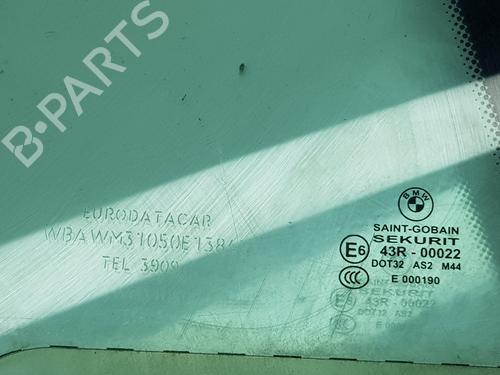 B-PARTS
EURODATACAR
TEL 3909
BMW
SAINT-GOBAIN
SEKURIT
E6 43R - 00022
DOT32 AS2 M44
CCC E 000190
43R - 00022
DOT32 AS2